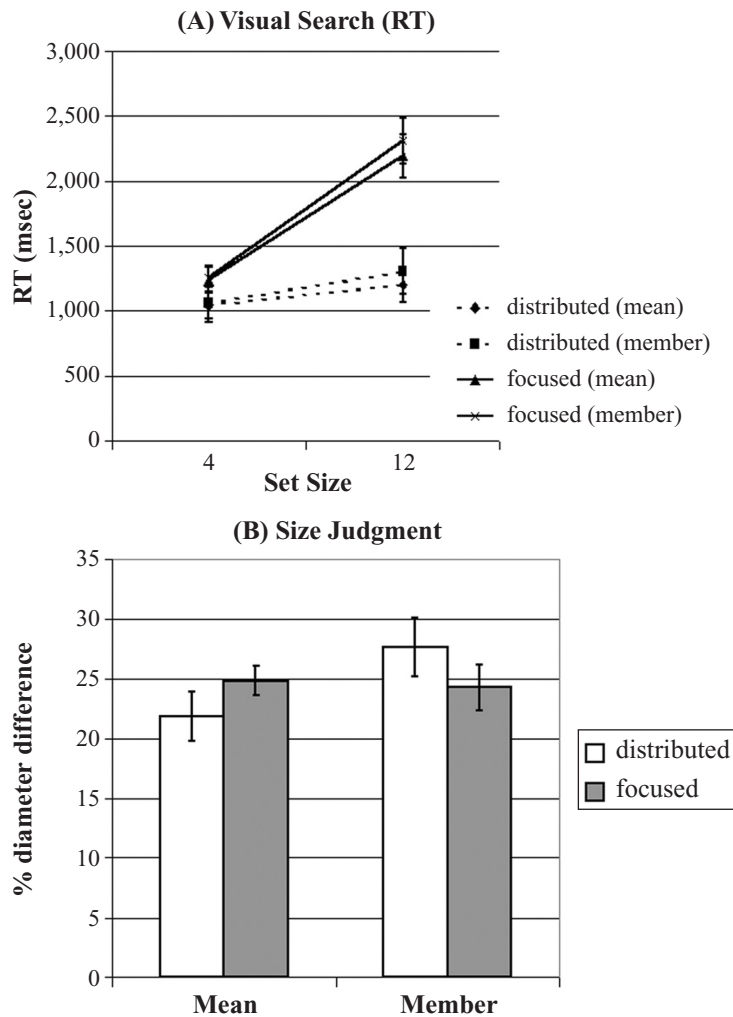 (A) Visual Search (RT)
3,000
2,500
2,000
1,500
1,000
500
0
RT (msec)
4
12
Set Size
distributed (mean)
distributed (member)
focused (mean)
focused (member)
(B) Size Judgment
35
30
25
20
15
10
5
0
% diameter difference
Mean
Member
distributed
focused